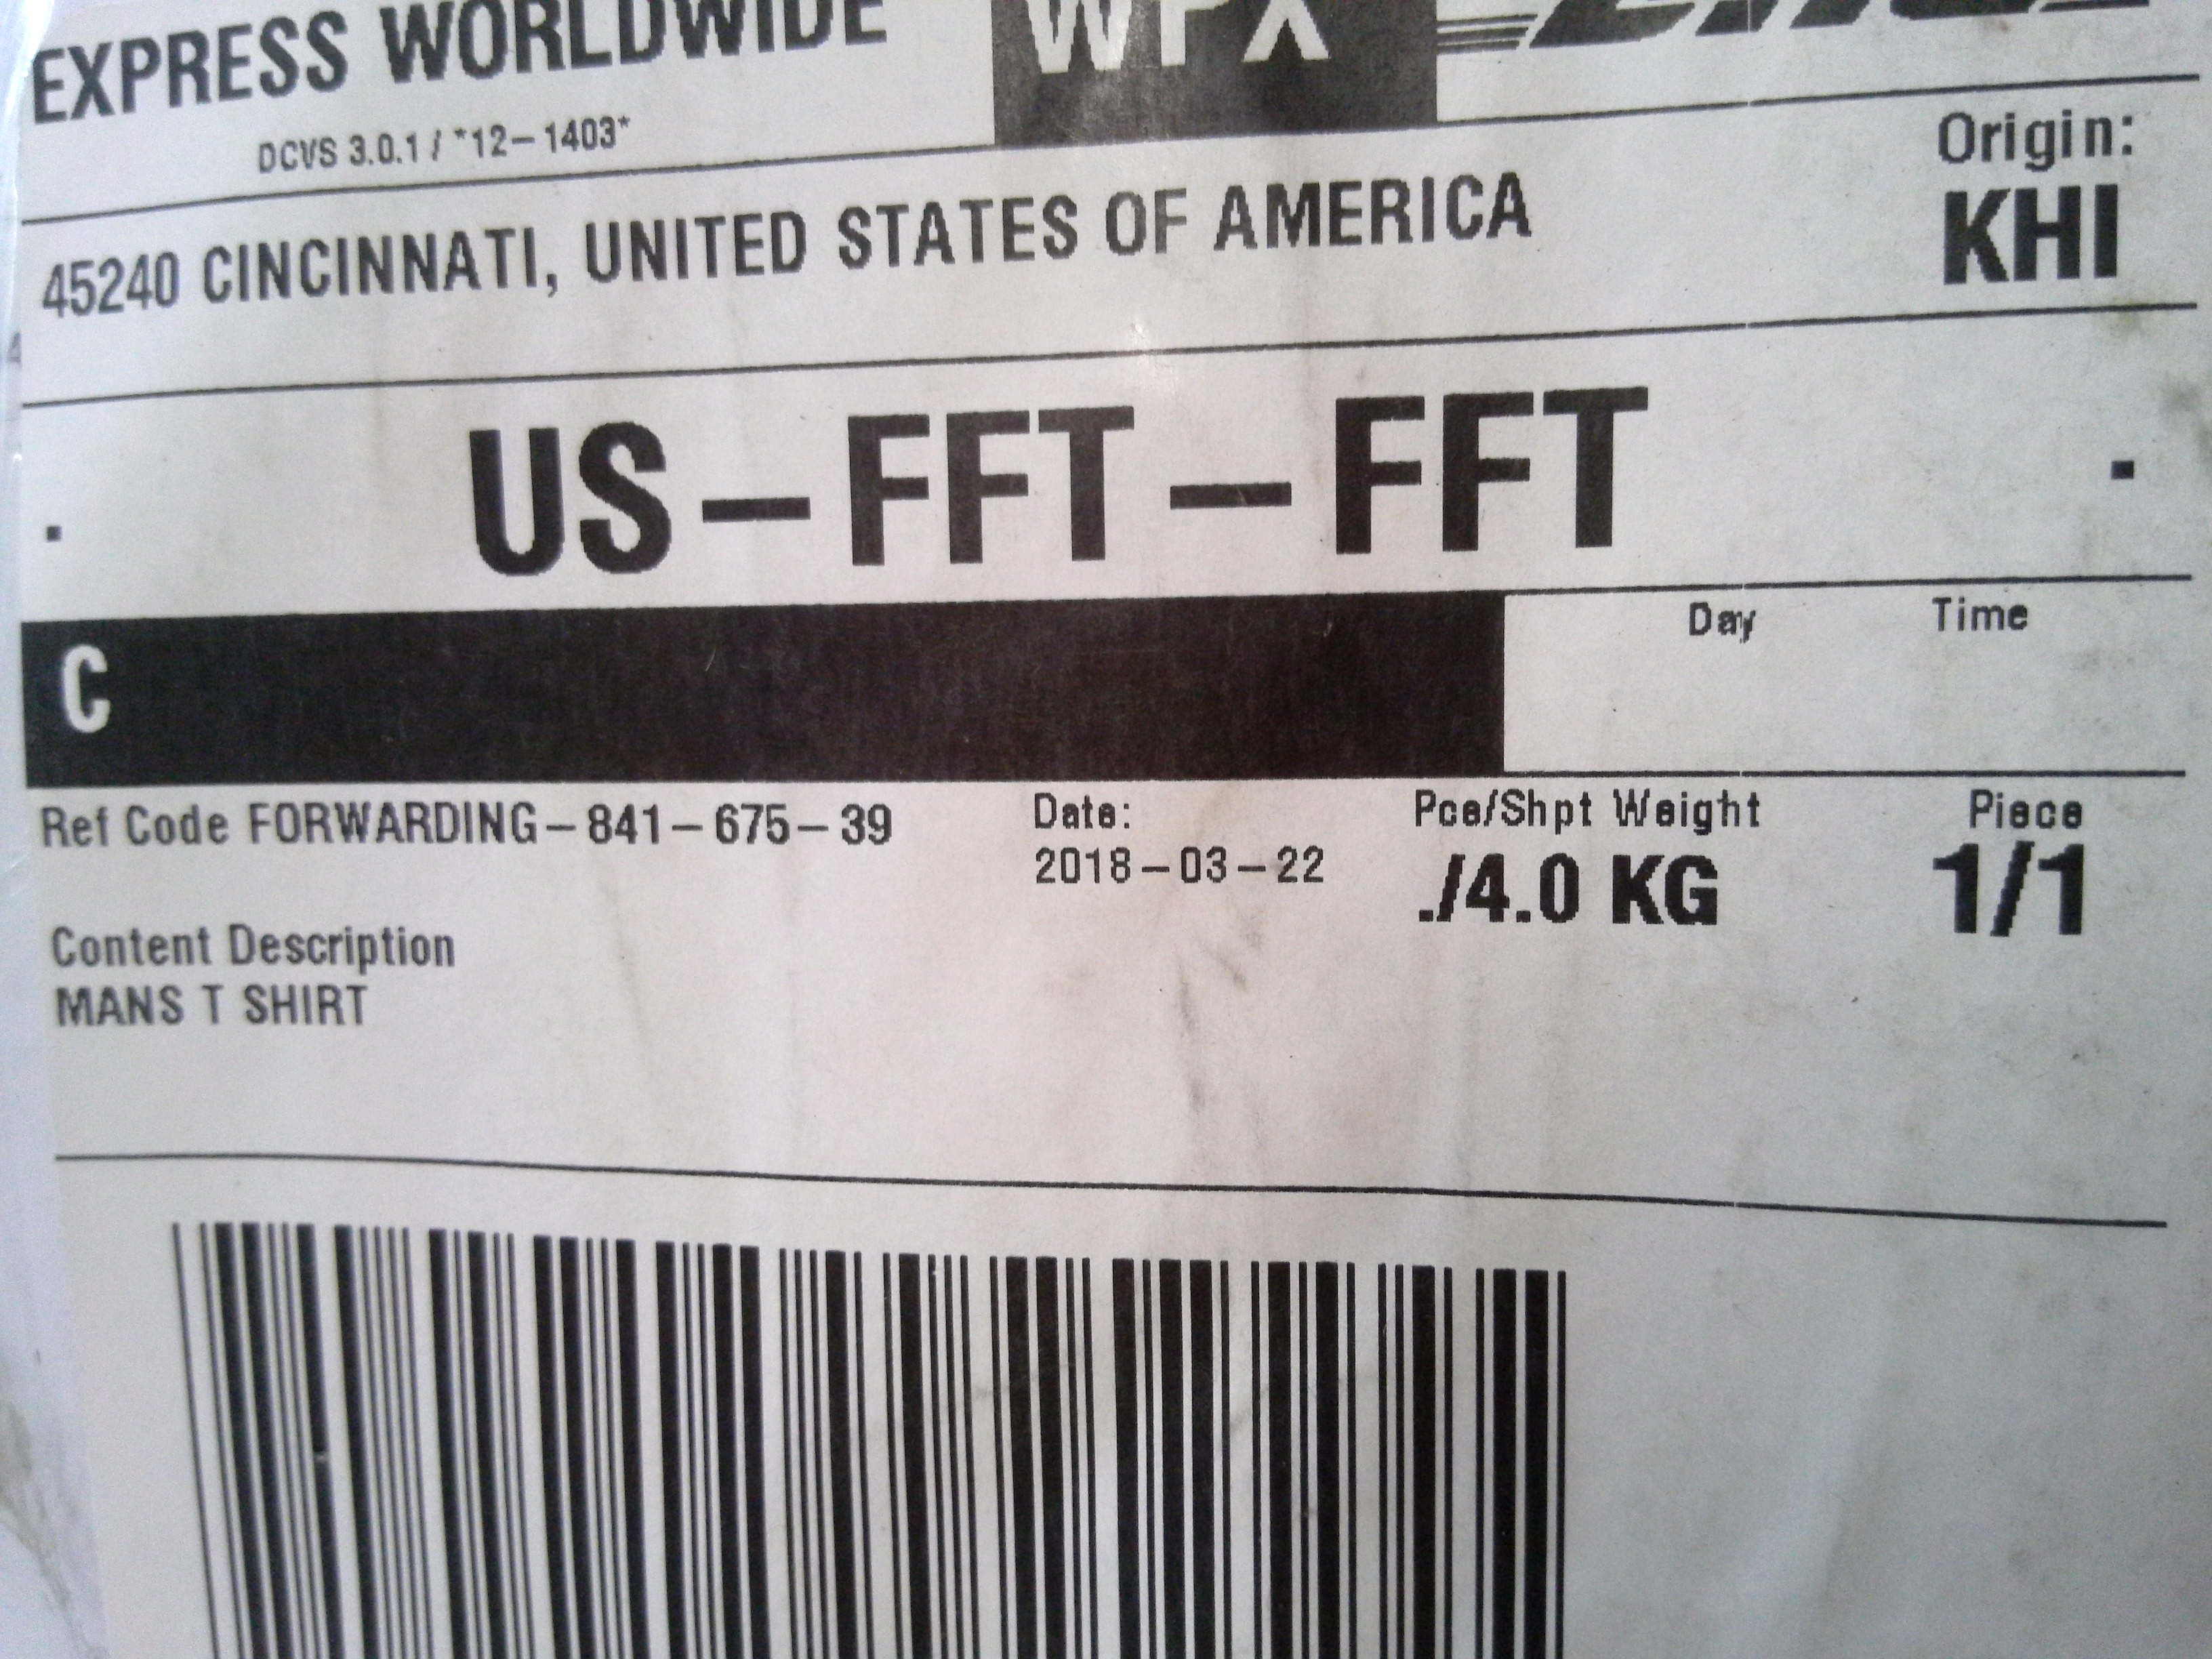 EXPRESS WORLDWIDE
WPX
DCVS 3.0.1 / *12-1403*
Origin:
KHI
45240 CINCINNATI, UNITED STATES OF AMERICA
. US-FFT-FFT .
C
Day Time
Ref Code FORWARDING-841-675-39
Date:
2018-03-22
Pce/Shpt Weight
./4.0 KG
Piece
1/1
Content Description
MANS T SHIRT